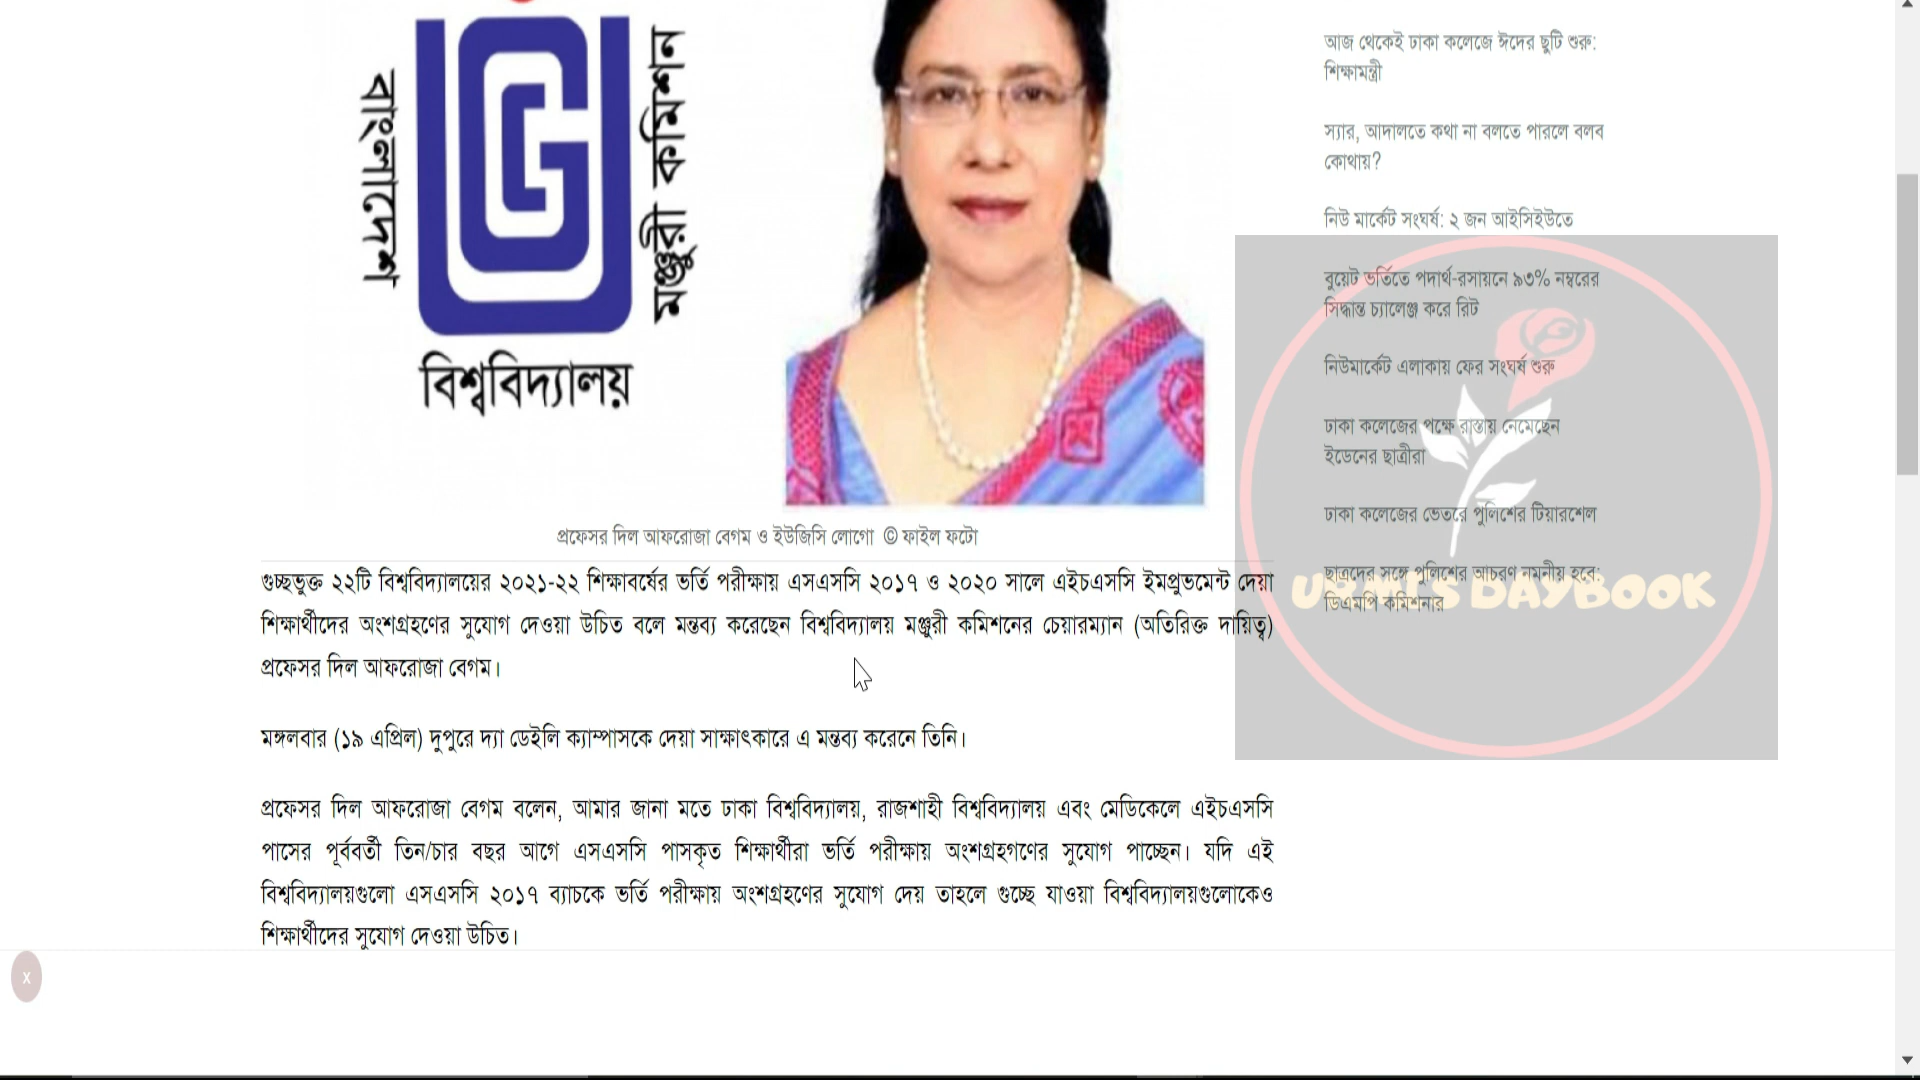 বাংলাদেশ
মঞ্জুরী কমিশন
বিশ্ববিদ্যালয়
প্রফেসর দিল আফরোজা বেগম ও ইউজিসি লোগো © ফাইল ফটো
গুচ্ছভুক্ত ২২টি বিশ্ববিদ্যালয়ের ২০২১-২২ শিক্ষাবর্ষের ভর্তি পরীক্ষায় এসএসসি ২০১৭ ও ২০২০ সালে এইচএসসি ইমপ্রুভমেন্ট দেয়া
শিক্ষার্থীদের অংশগ্রহণের সুযোগ দেওয়া উচিত বলে মন্তব্য করেছেন বিশ্ববিদ্যালয় মঞ্জুরী কমিশনের চেয়ারম্যান (অতিরিক্ত দায়িত্ব)
প্রফেসর দিল আফরোজা বেগম।
মঙ্গলবার (১৯ এপ্রিল) দুপুরে দ্যা ডেইলি ক্যাম্পাসকে দেয়া সাক্ষাৎকারে এ মন্তব্য করেনে তিনি।
প্রফেসর দিল আফরোজা বেগম বলেন, আমার জানা মতে ঢাকা বিশ্ববিদ্যালয়, রাজশাহী বিশ্ববিদ্যালয় এবং মেডিকেলে এইচএসসি
পাসের পূর্ববর্তী তিন/চার বছর আগে এসএসসি পাসকৃত শিক্ষার্থীরা ভর্তি পরীক্ষায় অংশগ্রহগণের সুযোগ পাচ্ছেন। যদি এই
বিশ্ববিদ্যালয়গুলো এসএসসি ২০১৭ ব্যাচকে ভর্তি পরীক্ষায় অংশগ্রহণের সুযোগ দেয় তাহলে গুচ্ছে যাওয়া বিশ্ববিদ্যালয়গুলোকেও
শিক্ষার্থীদের সুযোগ দেওয়া উচিত।
আজ থেকেই ঢাকা কলেজে ঈদের ছুটি শুরু:
শিক্ষামন্ত্রী
স্যার, আদালতে কথা না বলতে পারলে বলব
কোথায়?
নিউ মার্কেট সংঘর্ষ: ২ জন আইসিইউতে
বুয়েট ভর্তিতে পদার্থ-রসায়নে ৯৩% নম্বরের
সিদ্ধান্ত চ্যালেঞ্জ করে রিট
নিউমার্কেট এলাকায় ফের সংঘর্ষ শুরু
ঢাকা কলেজের পক্ষে রাস্তায় নেমেছেন
ইডেনের ছাত্রীরা
ঢাকা কলেজের ভেতরে পুলিশের টিয়ারশেল
ছাত্রদের সঙ্গে পুলিশের আচরণ নমনীয় হবে:
ডিএমপি কমিশনার
DAYBOOK
x